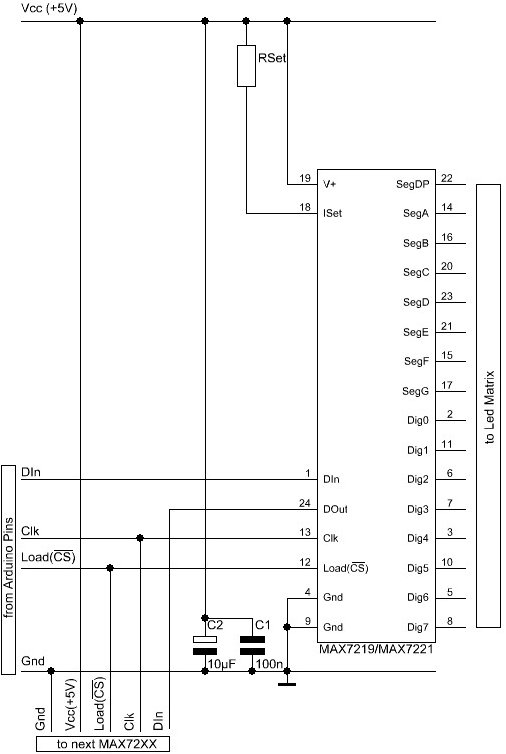 Vcc (+5V)
RSet
19 V+ SegDP 22
18 ISet SegA 14
SegB 16
SegC 20
SegD 23
SegE 21
SegF 15
SegG 17
Dig0 2
Dig1 11
DIn 1 DIn Dig2 6
24 DOut Dig3 7
Clk 13 Clk Dig4 3
Load(CS) 12 Load(CS) Dig5 10
4 Gnd Dig6 5
9 Gnd Dig7 8
to Led Matrix
from Arduino Pins
C2 C1
10µF 100n
MAX7219/MAX7221
Gnd
Gnd
Vcc(+5V)
Load(CS)
Clk
DIn
to next MAX72XX